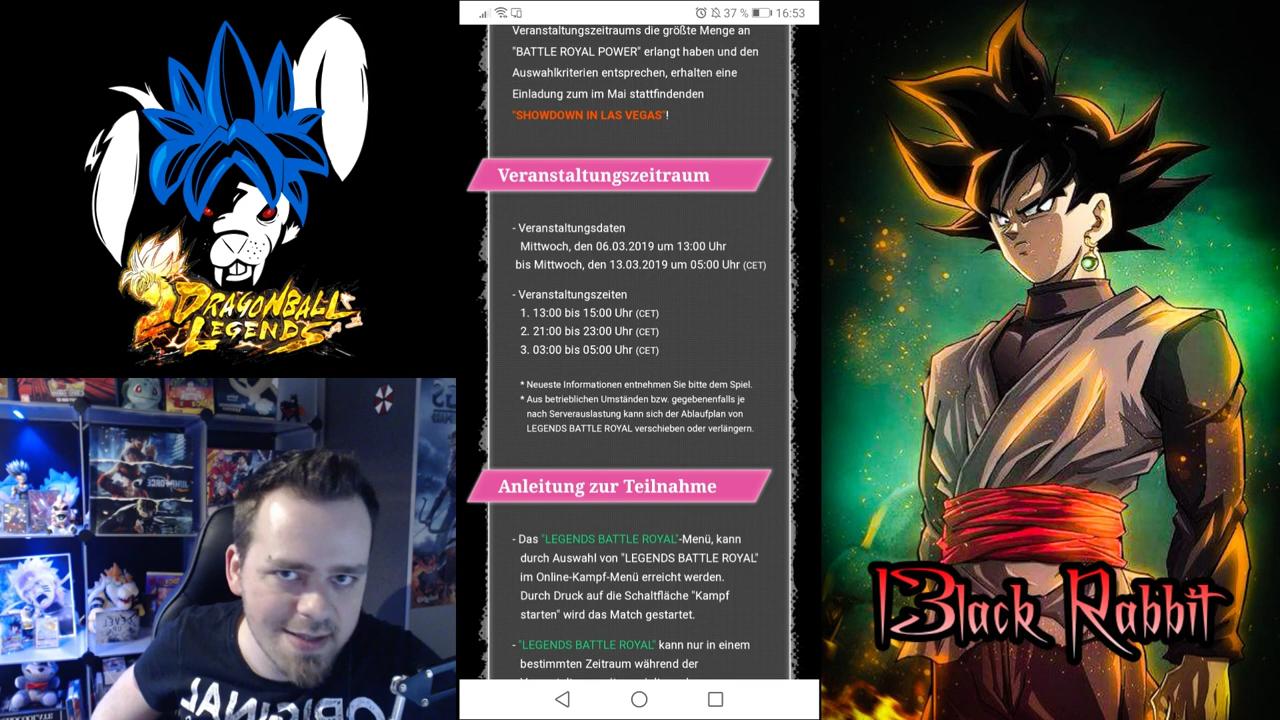 DRAGONBALL
LEGENDS
37 %
16:53
Veranstaltungszeitraums die größte Menge an
"BATTLE ROYAL POWER" erlangt haben und den
Auswahlkriterien entsprechen, erhalten eine
Einladung zum im Mai stattfindenden
"SHOWDOWN IN LAS VEGAS"!
Veranstaltungszeitraum
- Veranstaltungsdaten
Mittwoch, den 06.03.2019 um 13:00 Uhr
bis Mittwoch, den 13.03.2019 um 05:00 Uhr (CET)
- Veranstaltungszeiten
1. 13:00 bis 15:00 Uhr (CET)
2. 21:00 bis 23:00 Uhr (CET)
3. 03:00 bis 05:00 Uhr (CET)
* Neueste Informationen entnehmen Sie bitte dem Spiel.
* Aus betrieblichen Umständen bzw. gegebenenfalls je
nach Serverauslastung kann sich der Ablaufplan von
LEGENDS BATTLE ROYAL verschieben oder verlängern.
Anleitung zur Teilnahme
- Das "LEGENDS BATTLE ROYAL"-Menü, kann
durch Auswahl von "LEGENDS BATTLE ROYAL"
im Online-Kampf-Menü erreicht werden.
Durch Druck auf die Schaltfläche "Kampf
starten" wird das Match gestartet.
- "LEGENDS BATTLE ROYAL" kann nur in einem
bestimmten Zeitraum während der
Black Rabbit
JUMP FORCE
ORIGINAL